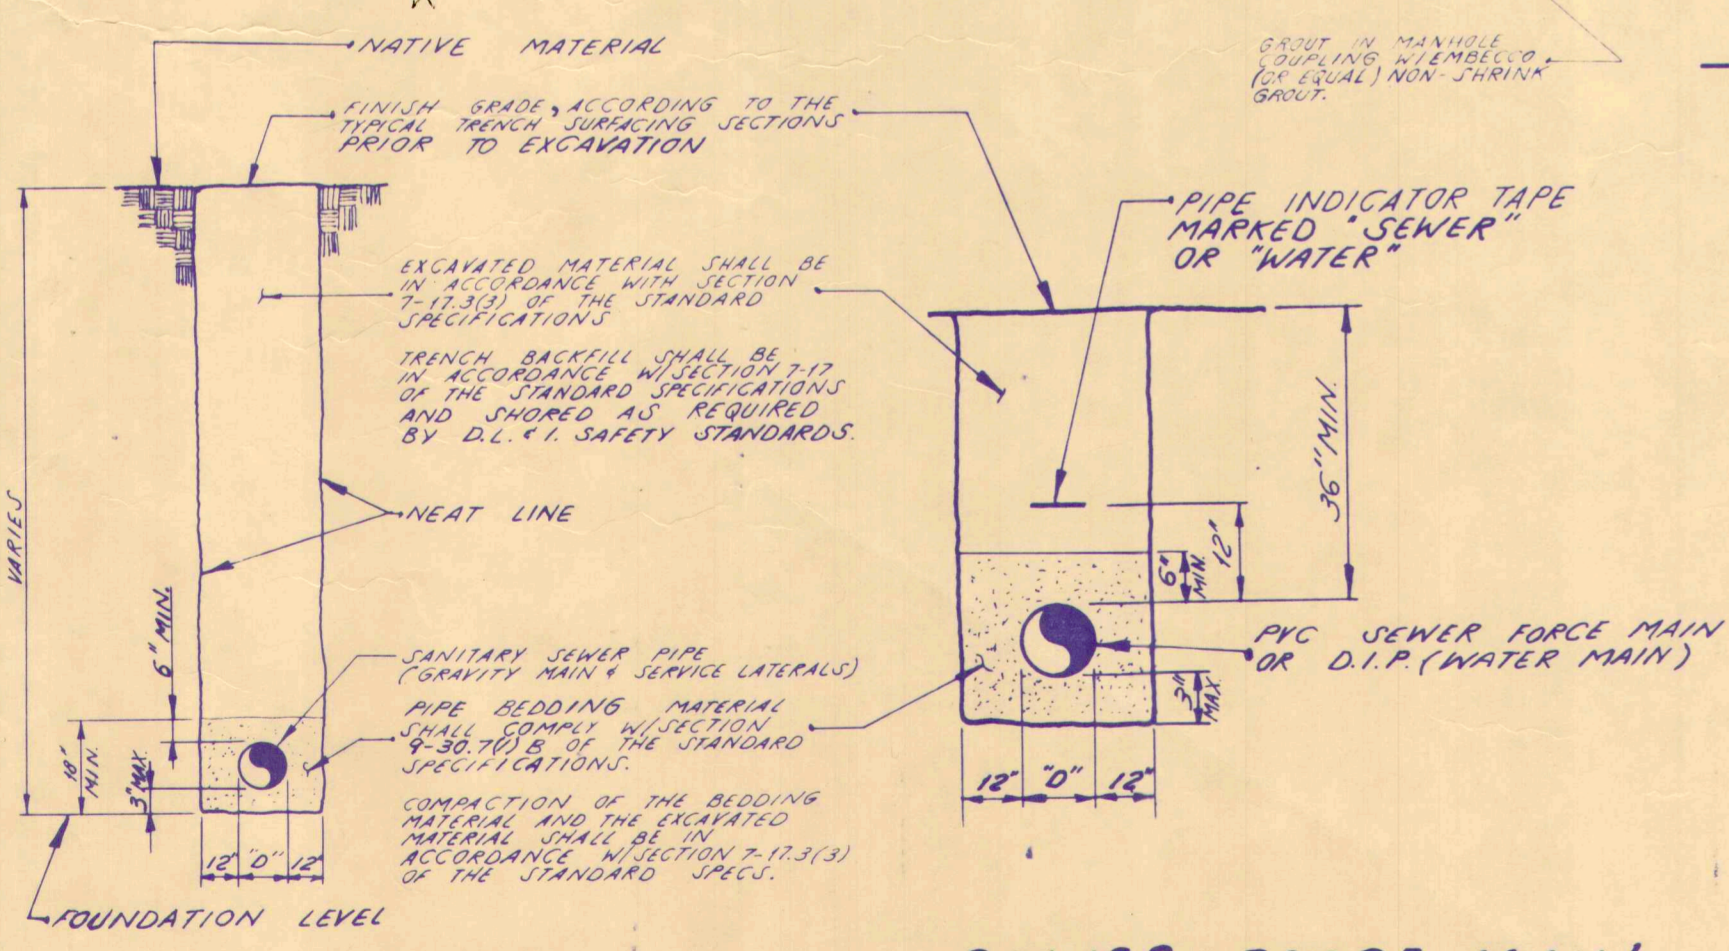 NATIVE MATERIAL
FINISH GRADE, ACCORDING TO THE
TYPICAL TRENCH SURFACING SECTIONS
PRIOR TO EXCAVATION
GROUT IN MANHOLE
COUPLING W/EMBECCO
(OR EQUAL) NON-SHRINK
GROUT.
PIPE INDICATOR TAPE
MARKED "SEWER"
OR "WATER"
EXCAVATED MATERIAL SHALL BE
IN ACCORDANCE WITH SECTION
7-17.3(3) OF THE STANDARD
SPECIFICATIONS
TRENCH BACKFILL SHALL BE
IN ACCORDANCE W/SECTION 7-17
OF THE STANDARD SPECIFICATIONS
AND SHORED AS REQUIRED
BY D.L. & I. SAFETY STANDARDS.
NEAT LINE
VARIES
6" MIN.
18"
MIN.
3" MAX.
12" "D" 12"
SANITARY SEWER PIPE
(GRAVITY MAIN & SERVICE LATERALS)
PIPE BEDDING MATERIAL
SHALL COMPLY W/SECTION
9-30.7(1)B OF THE STANDARD
SPECIFICATIONS.
COMPACTION OF THE BEDDING
MATERIAL AND THE EXCAVATED
MATERIAL SHALL BE IN
ACCORDANCE W/SECTION 7-17.3(3)
OF THE STANDARD SPECS.
FOUNDATION LEVEL
36" MIN.
12"
6"
MIN.
PVC SEWER FORCE MAIN
OR D.I.P. (WATER MAIN)
3"
MAX
12" "D" 12"